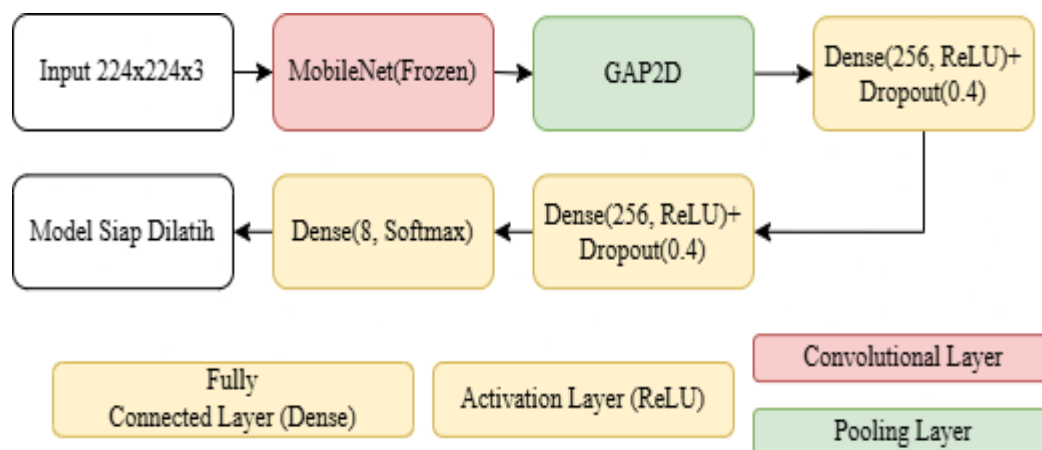 Input 224x224x3
MobileNet(Frozen)
GAP2D
Dense(256, ReLU)+
Dropout(0.4)
Model Siap Dilatih
Dense(8, Softmax)
Dense(256, ReLU)+
Dropout(0.4)
Fully
Connected Layer (Dense)
Activation Layer (ReLU)
Convolutional Layer
Pooling Layer